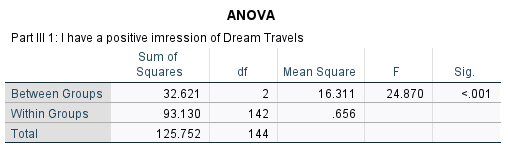 ANOVA
Part III 1: I have a positive imression of Dream Travels
Sum of Squares df Mean Square F Sig.
Between Groups 32.621 2 16.311 24.870 <.001
Within Groups 93.130 142 .656
Total 125.752 144